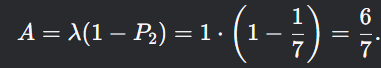 A = λ(1 − P₂) = 1 · (1 − 1/7) = 6/7.